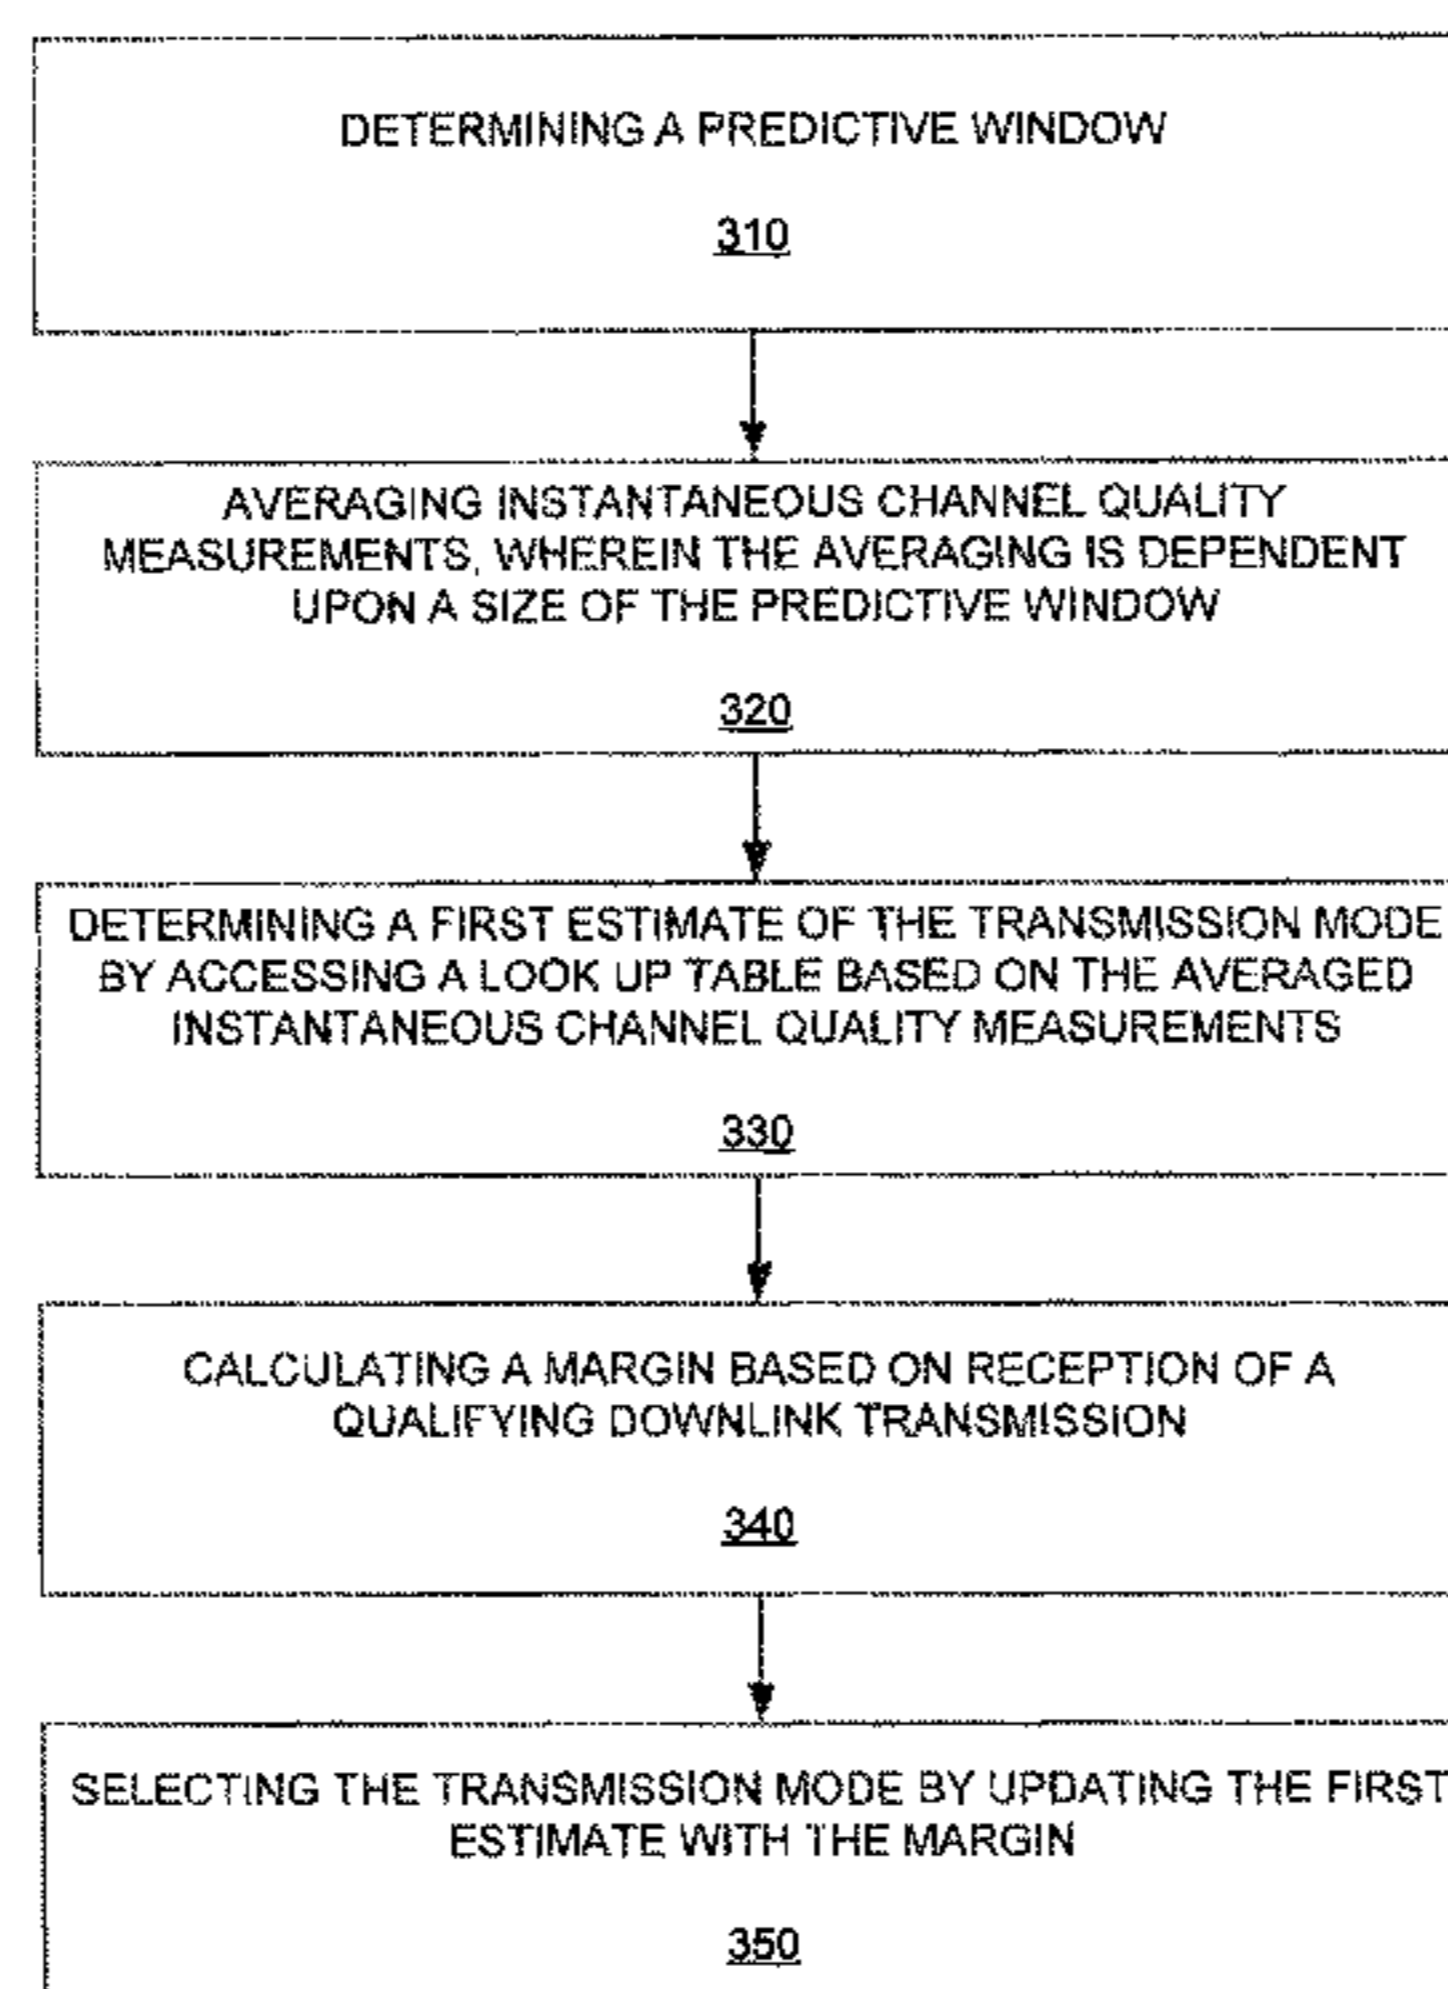 DETERMINING A PREDICTIVE WINDOW
310
AVERAGING INSTANTANEOUS CHANNEL QUALITY
MEASUREMENTS, WHEREIN THE AVERAGING IS DEPENDENT
UPON A SIZE OF THE PREDICTIVE WINDOW
320
DETERMINING A FIRST ESTIMATE OF THE TRANSMISSION MODE
BY ACCESSING A LOOK UP TABLE BASED ON THE AVERAGED
INSTANTANEOUS CHANNEL QUALITY MEASUREMENTS
330
CALCULATING A MARGIN BASED ON RECEPTION OF A
QUALIFYING DOWNLINK TRANSMISSION
340
SELECTING THE TRANSMISSION MODE BY UPDATING THE FIRST
ESTIMATE WITH THE MARGIN
350